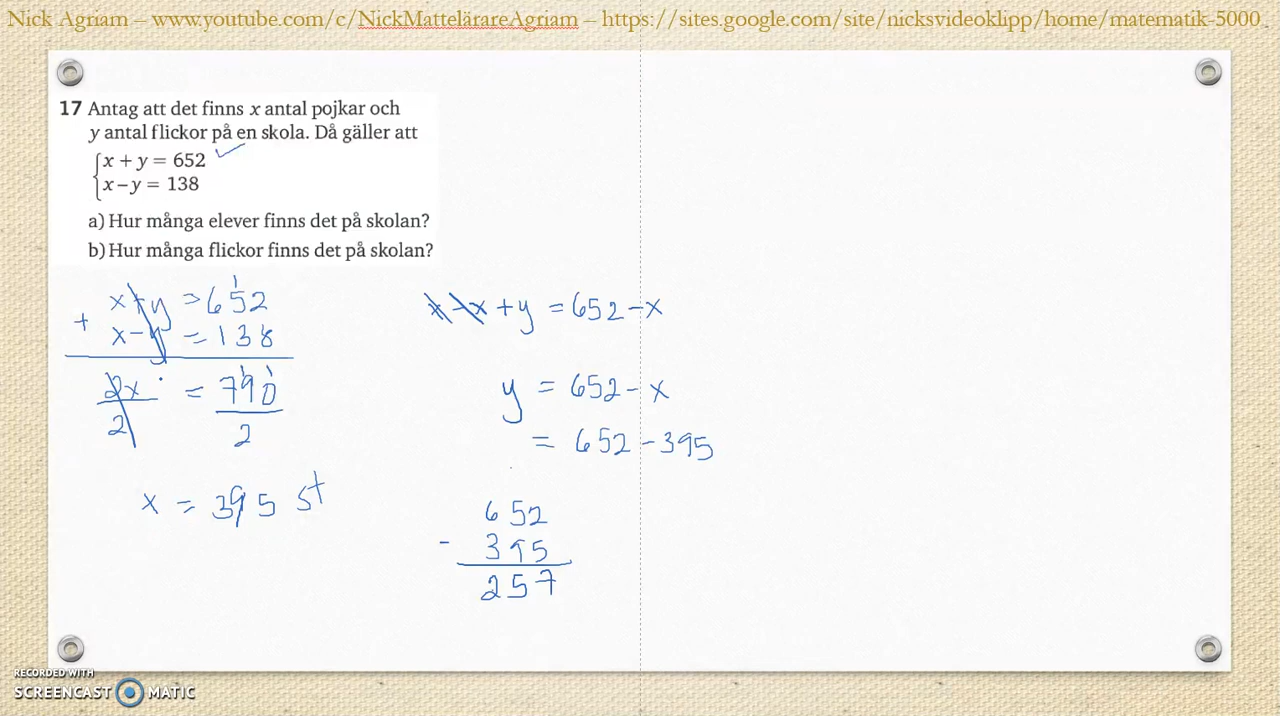 Nick Agriam – www.youtube.com/c/NickMattelärareAgriam – https://sites.google.com/site/nicksvideoklipp/home/matematik-5000
17 Antag att det finns x antal pojkar och
y antal flickor på en skola. Då gäller att
x + y = 652
x – y = 138
a) Hur många elever finns det på skolan?
b) Hur många flickor finns det på skolan?
1
x + y = 652
+ x - y = 138
2x = 790
2 2
x = 395 st
x - x + y = 652 - x
y = 652 - x
= 652 - 395
652
- 395
257
RECORDED WITH
SCREENCAST MATIC